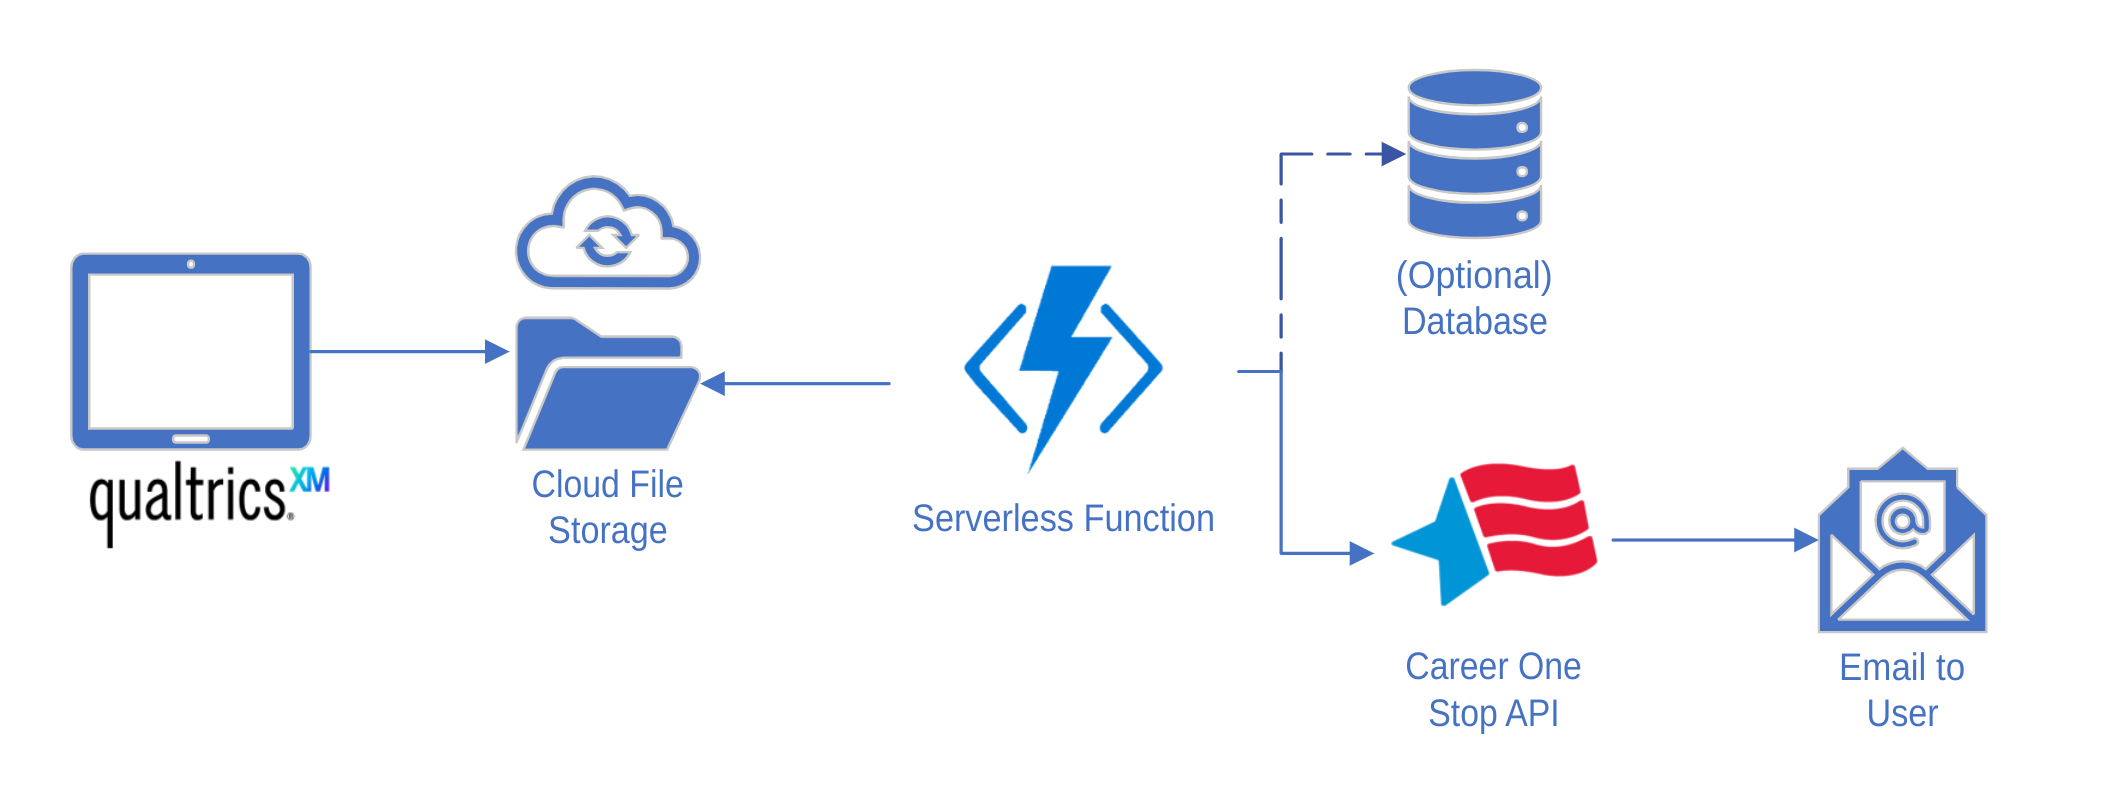 qualtrics.XM
®
Cloud File
Storage
Serverless Function
(Optional)
Database
Career One
Stop API
Email to
User